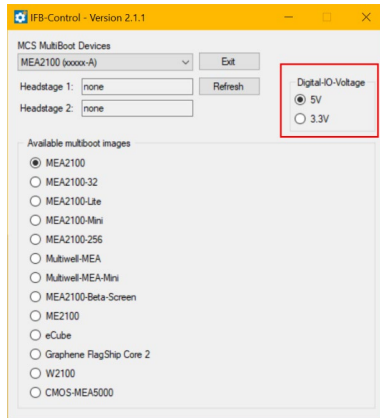 IFB-Control - Version 2.1.1
MCS MultiBoot Devices
MEA2100 (xxxxx-A) Exit
Headstage 1: none Refresh
Headstage 2: none
Digital-IO-Voltage
5V
3.3V
Available multiboot images
MEA2100
MEA2100-32
MEA2100-Lite
MEA2100-Mini
MEA2100-256
Multiwell-MEA
Multiwell-MEA-Mini
MEA2100-Beta-Screen
ME2100
eCube
Graphene FlagShip Core 2
W2100
CMOS-MEA5000